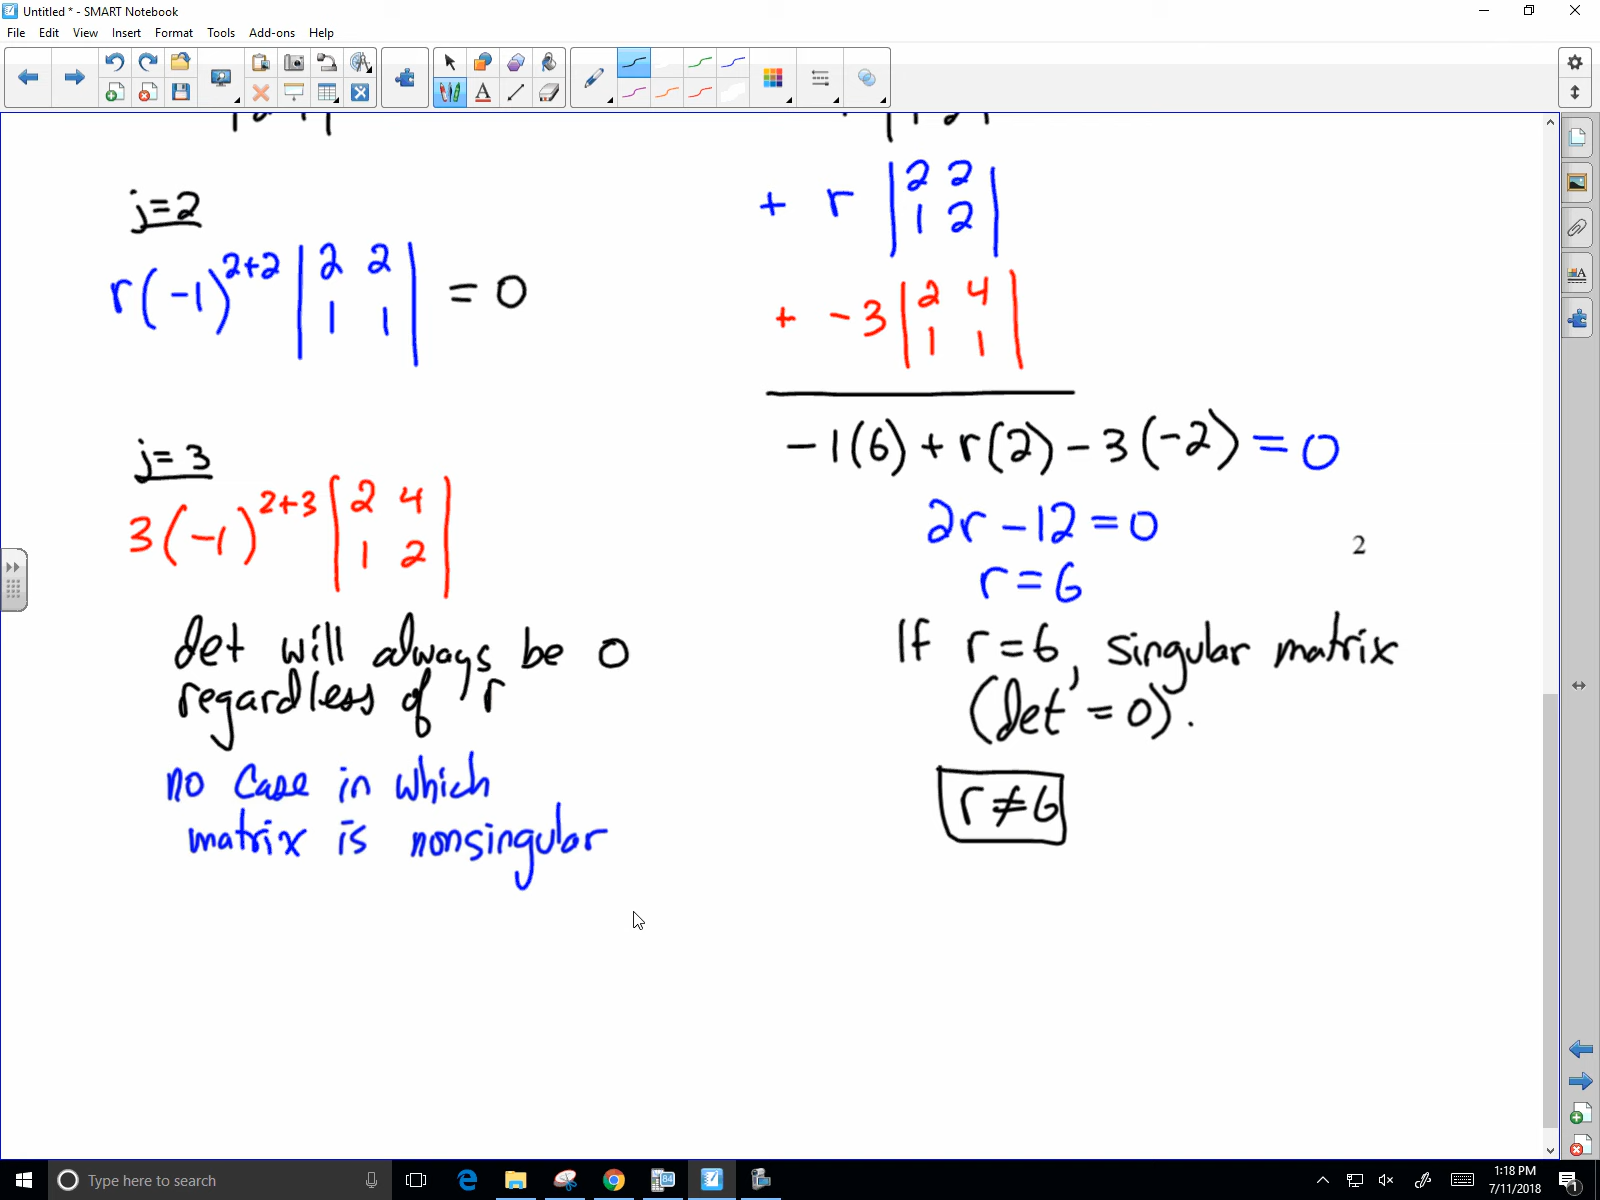 Untitled * - SMART Notebook
File Edit View Insert Format Tools Add-ons Help
j=2
r(-1)^2+2 |2 2|
|1 1| = 0
j=3
3(-1)^2+3 |2 4|
|1 2|
det will always be 0
regardless of r
no case in which
matrix is nonsingular
+ r |2 2|
|1 2|
+ -3 |2 4|
|1 1|
-1(6) + r(2) - 3(-2) = 0
2r - 12 = 0
r = 6
2
If r = 6, singular matrix
(det = 0).
r ≠ 6
Type here to search
84
1:18 PM
7/11/2018
1